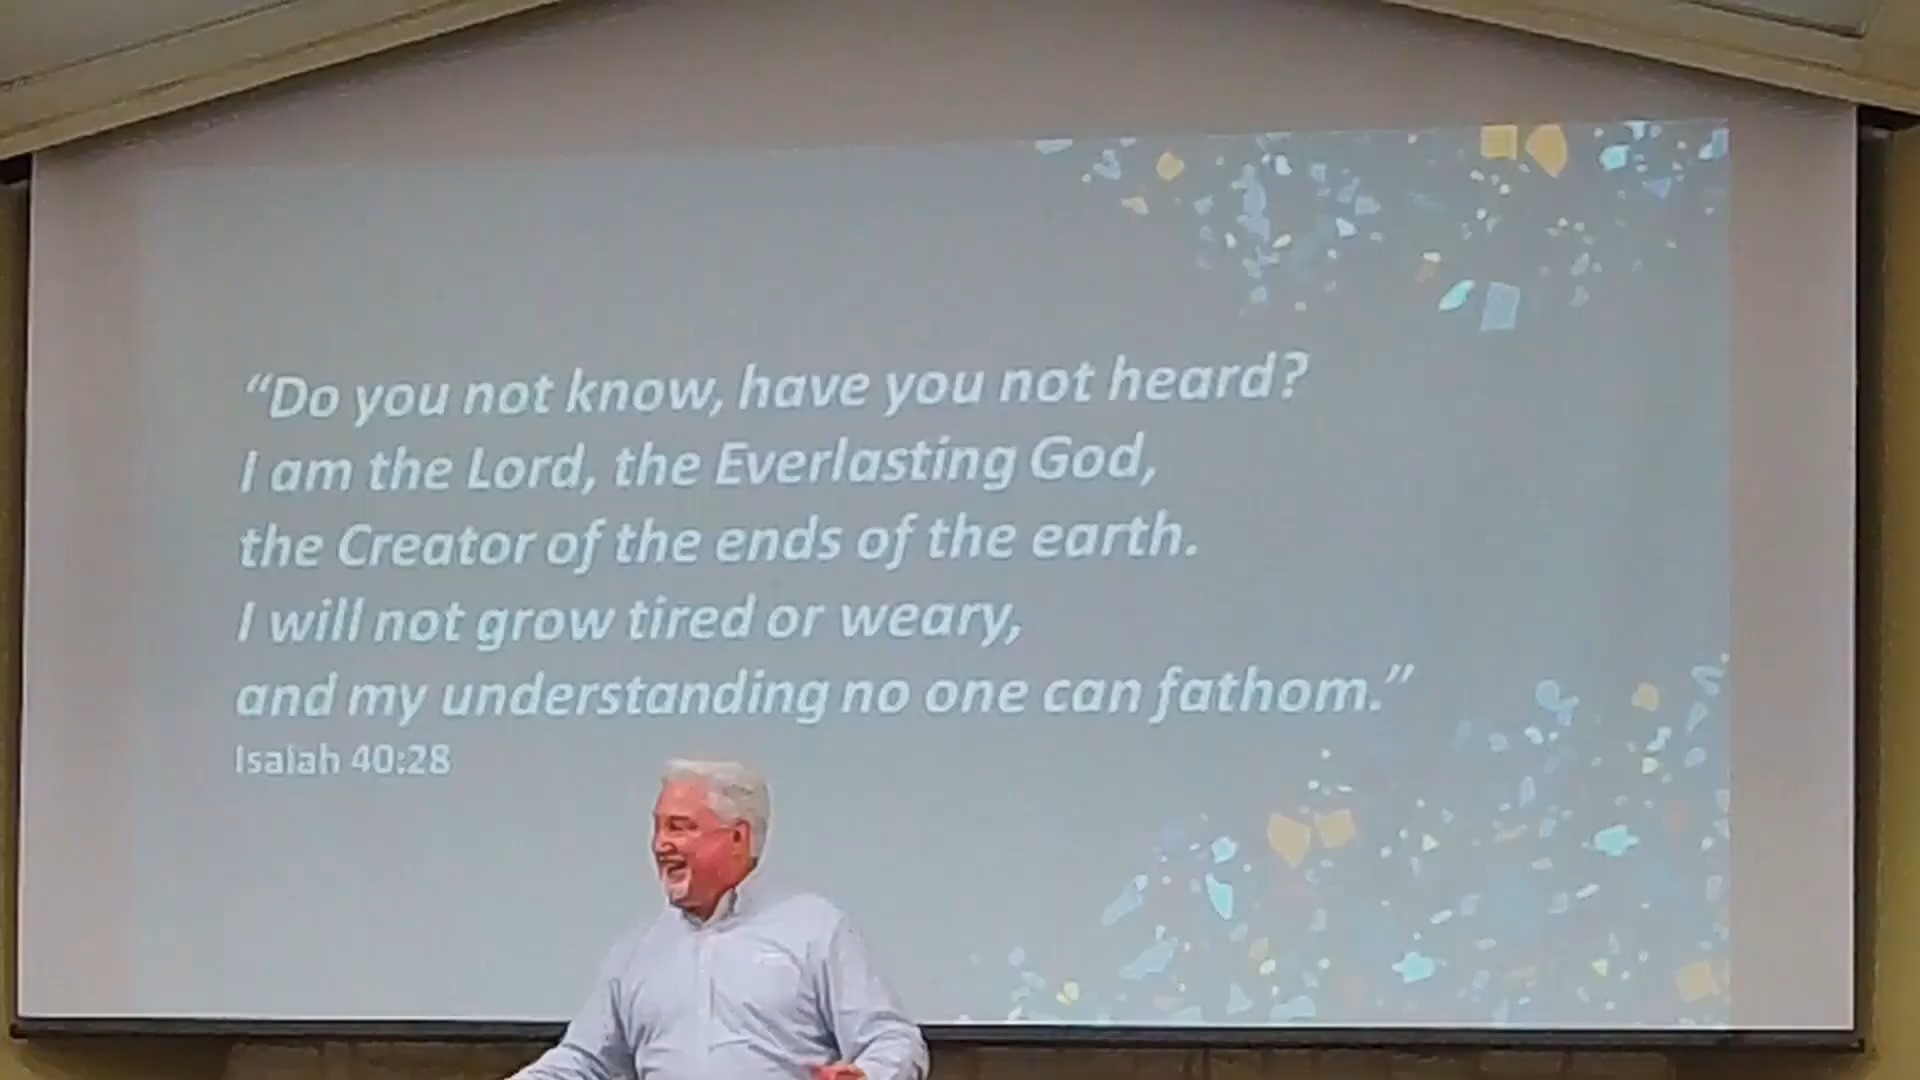 “Do you not know, have you not heard?
I am the Lord, the Everlasting God,
the Creator of the ends of the earth.
I will not grow tired or weary,
and my understanding no one can fathom.”
Isaiah 40:28